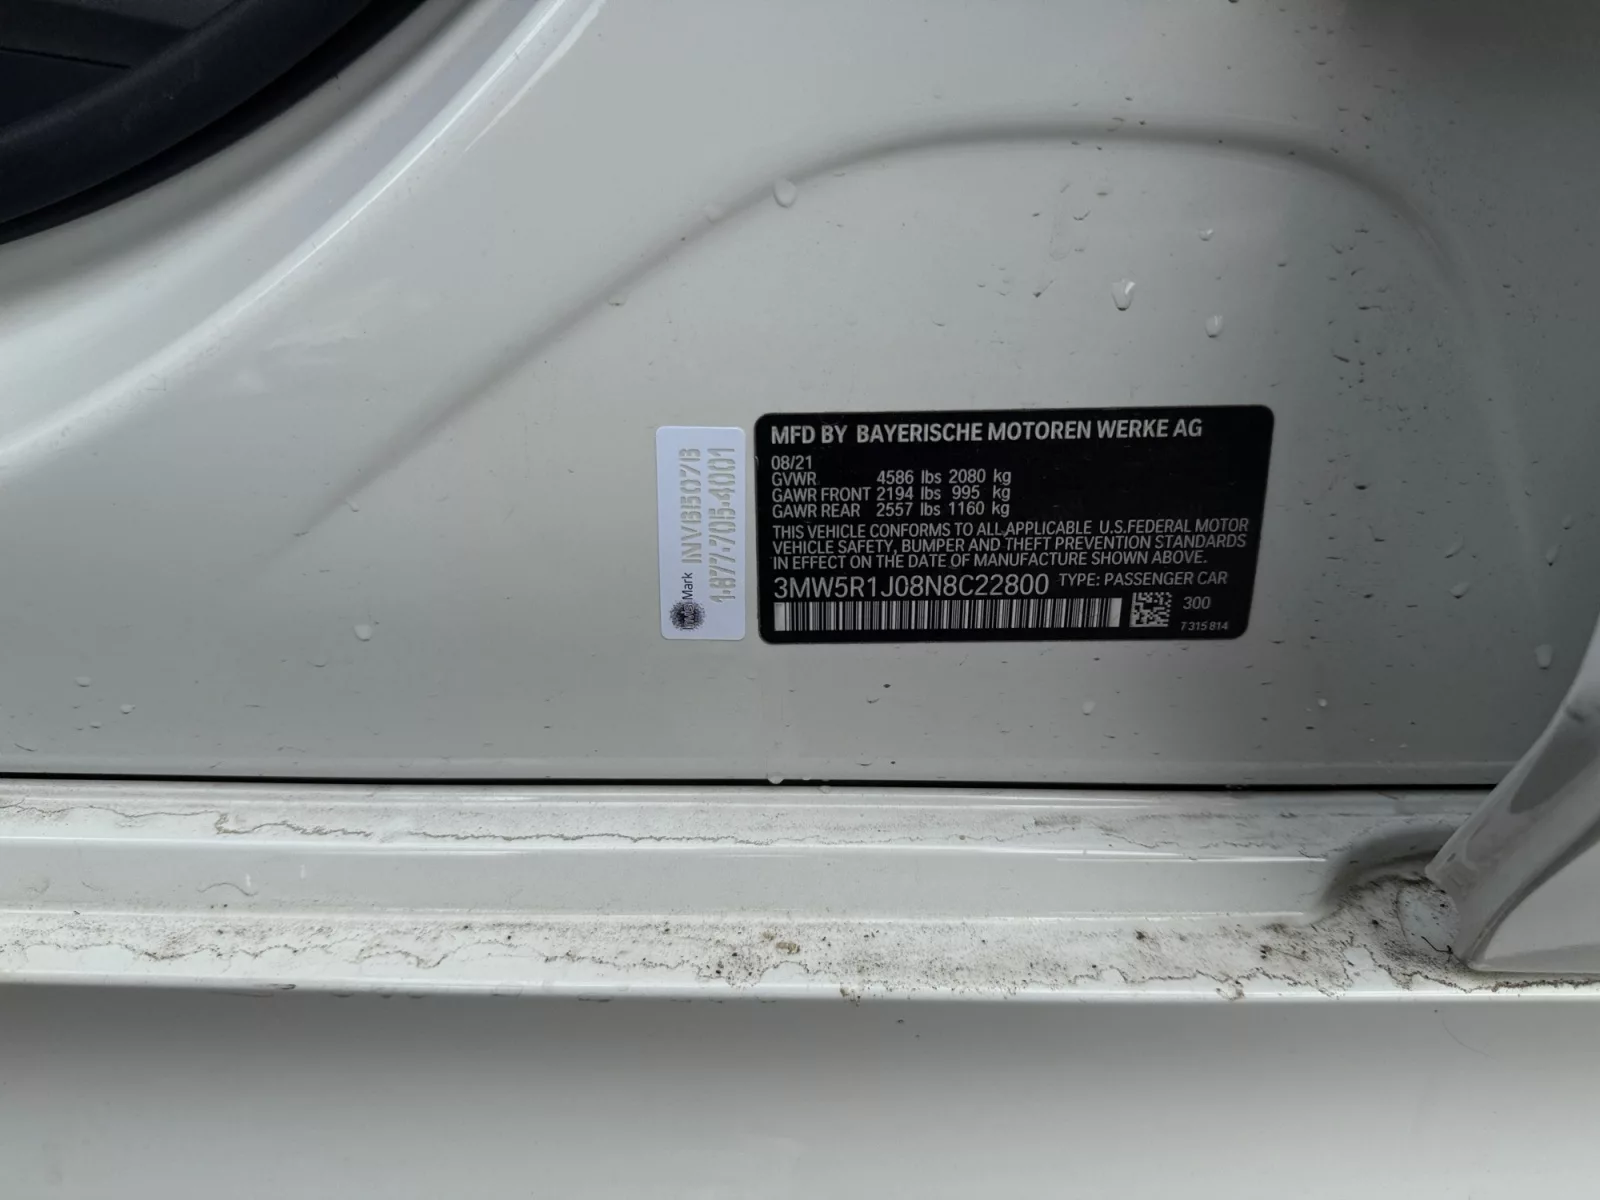 MFD BY BAYERISCHE MOTOREN WERKE AG
08/21
GVWR 4586 lbs 2080 kg
GAWR FRONT 2194 lbs 995 kg
GAWR REAR 2557 lbs 1160 kg
THIS VEHICLE CONFORMS TO ALL APPLICABLE U.S.FEDERAL MOTOR
VEHICLE SAFETY, BUMPER AND THEFT PREVENTION STANDARDS
IN EFFECT ON THE DATE OF MANUFACTURE SHOWN ABOVE.
3MW5R1J08N8C22800 TYPE: PASSENGER CAR
300
7 315 814
Mark
1·877·705·4001